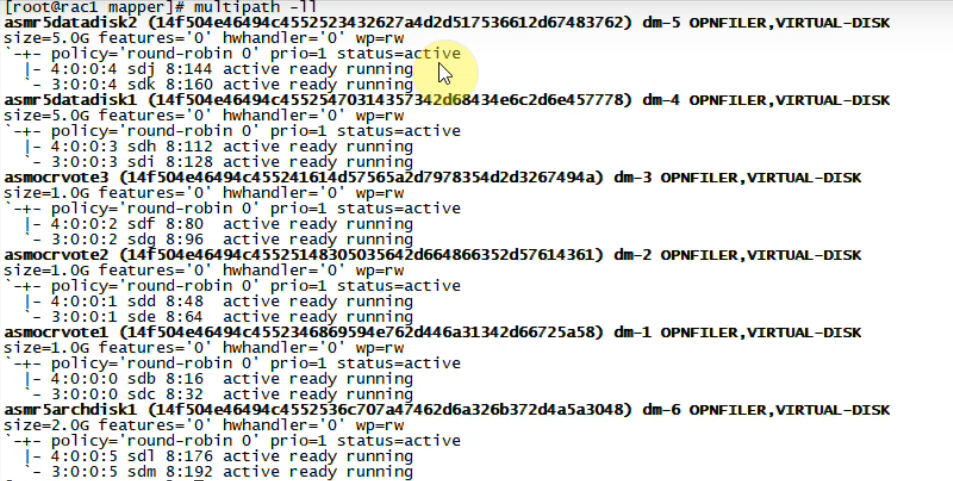 [root@rac1 mapper]# multipath -ll
asmr5datadisk2 (14f504e46494c4552523432627a4d2d517536612d67483762) dm-5 OPNFILER,VIRTUAL-DISK
size=5.0G features='0' hwhandler='0' wp=rw
`-+- policy='round-robin 0' prio=1 status=active
  |- 4:0:0:4 sdj 8:144 active ready running
  `- 3:0:0:4 sdk 8:160 active ready running
asmr5datadisk1 (14f504e46494c45525470314357342d68434e6c2d6e457778) dm-4 OPNFILER,VIRTUAL-DISK
size=5.0G features='0' hwhandler='0' wp=rw
`-+- policy='round-robin 0' prio=1 status=active
  |- 4:0:0:3 sdh 8:112 active ready running
  `- 3:0:0:3 sdi 8:128 active ready running
asmocrvote3 (14f504e46494c455241614d57565a2d7978354d2d3267494a) dm-3 OPNFILER,VIRTUAL-DISK
size=1.0G features='0' hwhandler='0' wp=rw
`-+- policy='round-robin 0' prio=1 status=active
  |- 4:0:0:2 sdf 8:80  active ready running
  `- 3:0:0:2 sdg 8:96  active ready running
asmocrvote2 (14f504e46494c45525148305035642d664866352d57614361) dm-2 OPNFILER,VIRTUAL-DISK
size=1.0G features='0' hwhandler='0' wp=rw
`-+- policy='round-robin 0' prio=1 status=active
  |- 4:0:0:1 sdd 8:48  active ready running
  `- 3:0:0:1 sde 8:64  active ready running
asmocrvote1 (14f504e46494c4552346869594e762d446a31342d66725a58) dm-1 OPNFILER,VIRTUAL-DISK
size=1.0G features='0' hwhandler='0' wp=rw
`-+- policy='round-robin 0' prio=1 status=active
  |- 4:0:0:0 sdb 8:16  active ready running
  `- 3:0:0:0 sdc 8:32  active ready running
asmr5archdisk1 (14f504e46494c4552536c707a47462d6a326b372d4a5a3048) dm-6 OPNFILER,VIRTUAL-DISK
size=2.0G features='0' hwhandler='0' wp=rw
`-+- policy='round-robin 0' prio=1 status=active
  |- 4:0:0:5 sdl 8:176 active ready running
  `- 3:0:0:5 sdm 8:192 active ready running